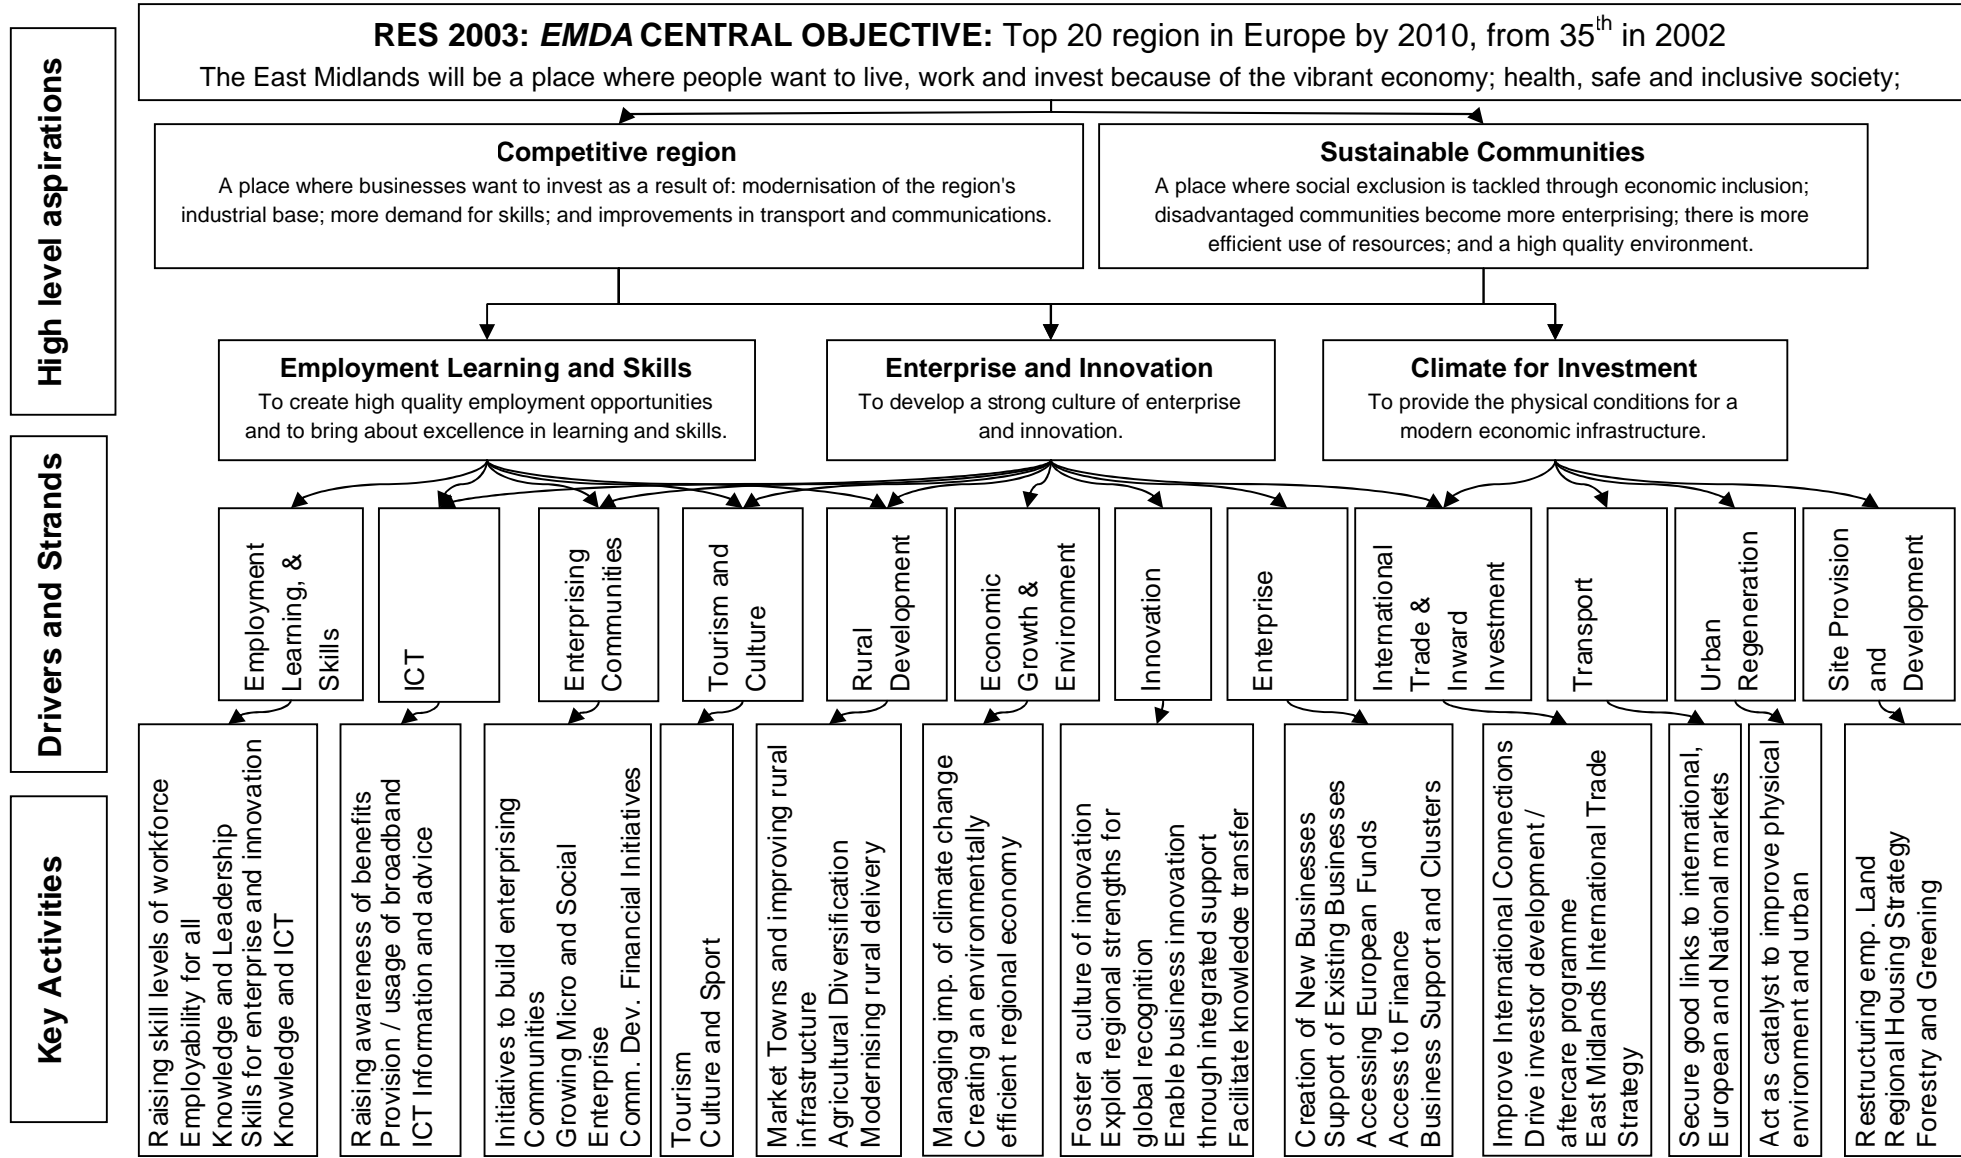 RES 2003: EMDA CENTRAL OBJECTIVE: Top 20 region in Europe by 2010, from 35th in 2002
The East Midlands will be a place where people want to live, work and invest because of the vibrant economy; health, safe and inclusive society;
High level aspirations
Competitive region
A place where businesses want to invest as a result of: modernisation of the region's
industrial base; more demand for skills; and improvements in transport and communications.
Sustainable Communities
A place where social exclusion is tackled through economic inclusion;
disadvantaged communities become more enterprising; there is more
efficient use of resources; and a high quality environment.
Employment Learning and Skills
To create high quality employment opportunities
and to bring about excellence in learning and skills.
Enterprise and Innovation
To develop a strong culture of enterprise
and innovation.
Climate for Investment
To provide the physical conditions for a
modern economic infrastructure.
Drivers and Strands
Employment
Learning, &
Skills
ICT
Enterprising
Communities
Tourism and
Culture
Rural
Development
Economic
Growth &
Environment
Innovation
Enterprise
International
Trade &
Inward
Investment
Transport
Urban
Regeneration
Site Provision
and
Development
Key Activities
Raising skill levels of workforce
Employability for all
Knowledge and Leadership
Skills for enterprise and innovation
Knowledge and ICT
Raising awareness of benefits
Provision / usage of broadband
ICT Information and advice
Initiatives to build enterprising
Communities
Growing Micro and Social
Enterprise
Comm. Dev. Financial Initiatives
Tourism
Culture and Sport
Market Towns and improving rural
infrastructure
Agricultural Diversification
Modernising rural delivery
Managing imp. of climate change
Creating an environmentally
efficient regional economy
Foster a culture of innovation
Exploit regional strengths for
global recognition
Enable business innovation
through integrated support
Facilitate knowledge transfer
Creation of New Businesses
Support of Existing Businesses
Accessing European Funds
Access to Finance
Business Support and Clusters
Improve International Connections
Drive investor development /
aftercare programme
East Midlands International Trade
Strategy
Secure good links to international,
European and National markets
Act as catalyst to improve physical
environment and urban
Restructuring emp. Land
Regional Housing Strategy
Forestry and Greening